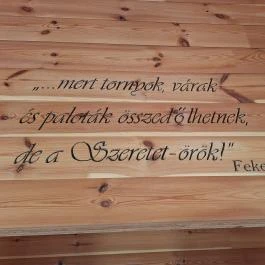 „...mert tornyok, várak
és paloták összedőlhetnek,
de a Szeretet-örök!"
Feke